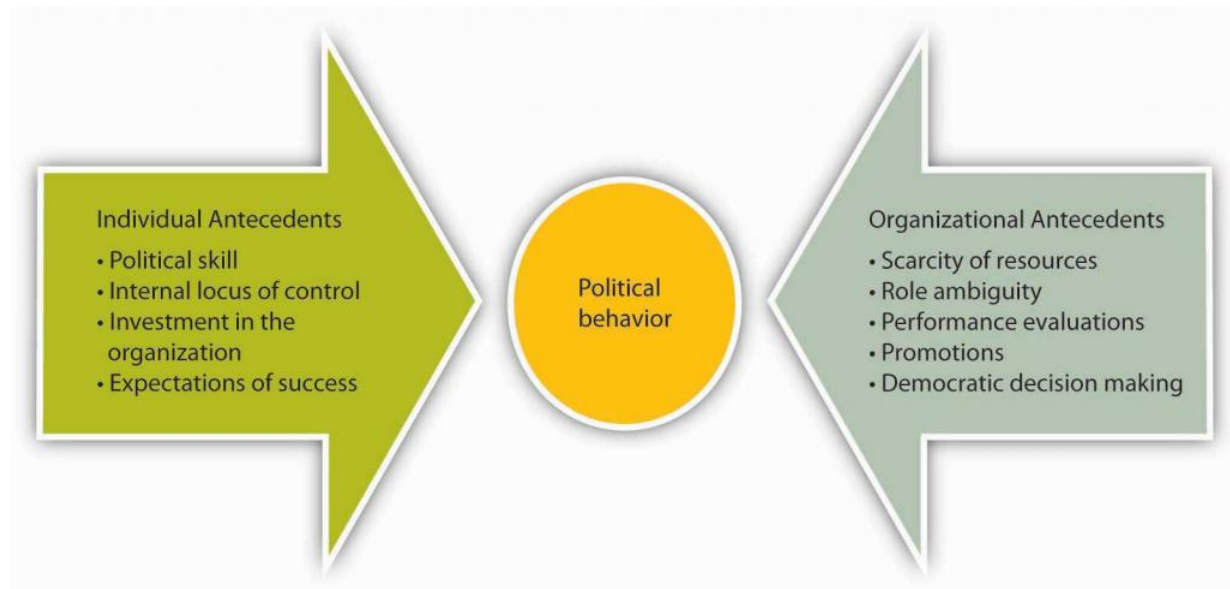 Individual Antecedents
• Political skill
• Internal locus of control
• Investment in the
organization
• Expectations of success
Political
behavior
Organizational Antecedents
• Scarcity of resources
• Role ambiguity
• Performance evaluations
• Promotions
• Democratic decision making